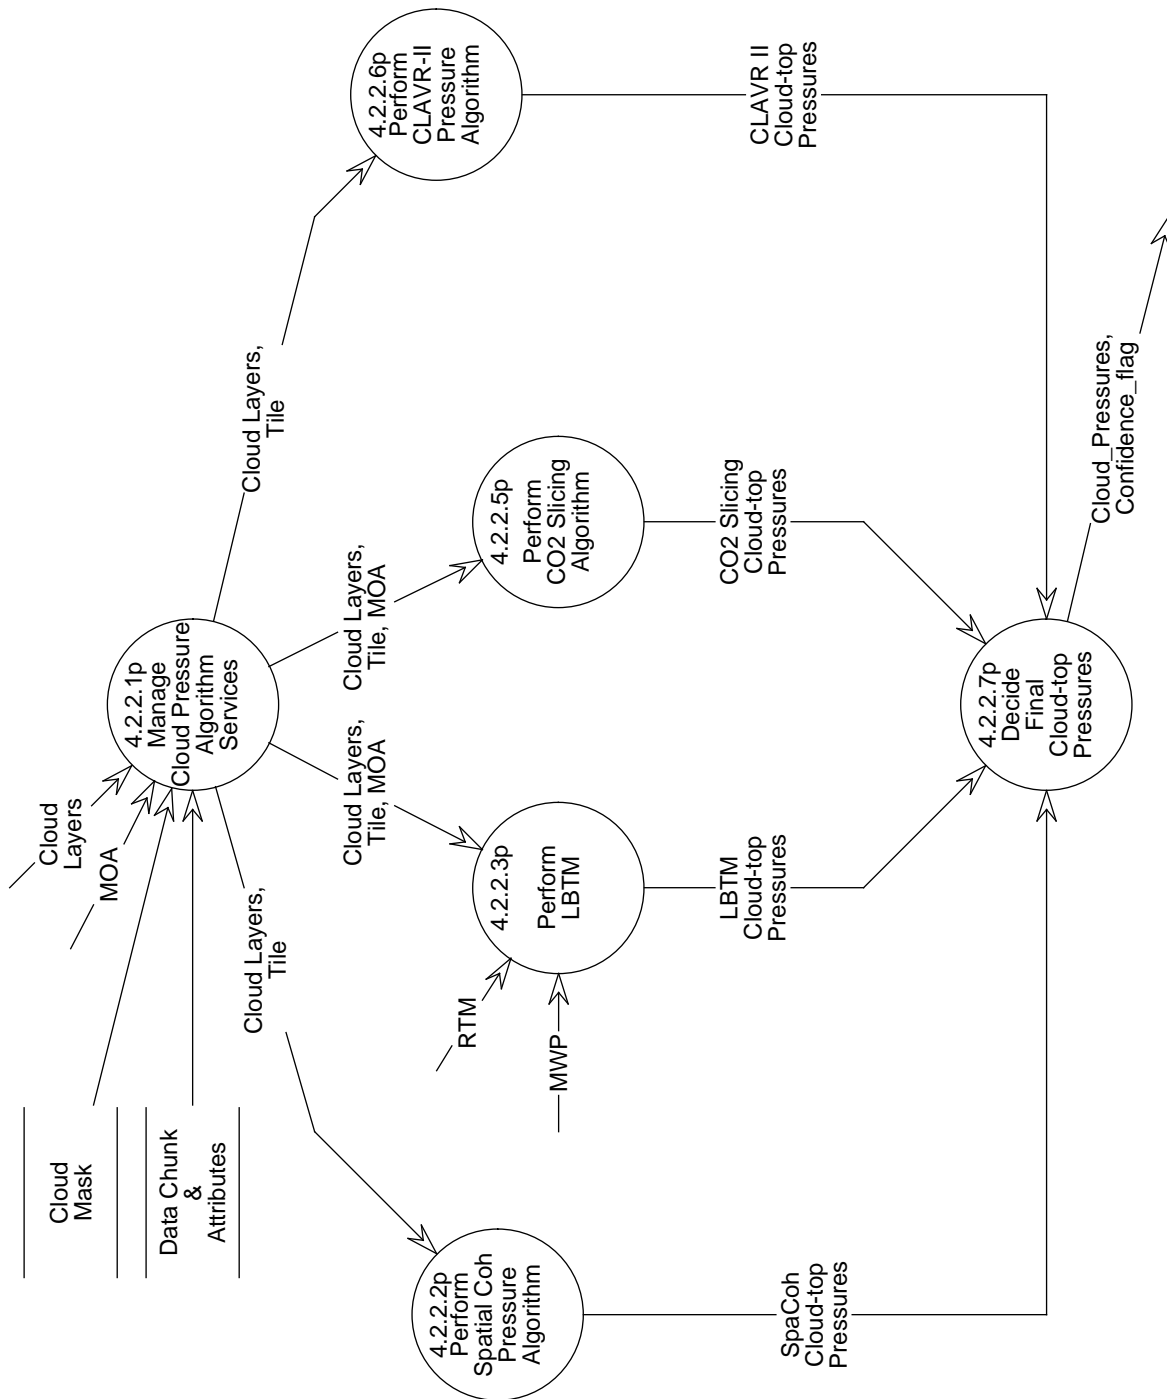 Cloud
Mask
Data Chunk
&
Attributes
Cloud
Layers
MOA
4.2.2.1p
Manage
Cloud Pressure
Algorithm
Services
Cloud Layers,
Tile
Cloud Layers,
Tile, MOA
Cloud Layers,
Tile, MOA
Cloud Layers,
Tile
4.2.2.2p
Perform
Spatial Coh
Pressure
Algorithm
RTM
MWP
4.2.2.3p
Perform
LBTM
4.2.2.5p
Perform
CO2 Slicing
Algorithm
4.2.2.6p
Perform
CLAVR-II
Pressure
Algorithm
SpaCoh
Cloud-top
Pressures
LBTM
Cloud-top
Pressures
CO2 Slicing
Cloud-top
Pressures
CLAVR II
Cloud-top
Pressures
4.2.2.7p
Decide
Final
Cloud-top
Pressures
Cloud_Pressures,
Confidence_flag